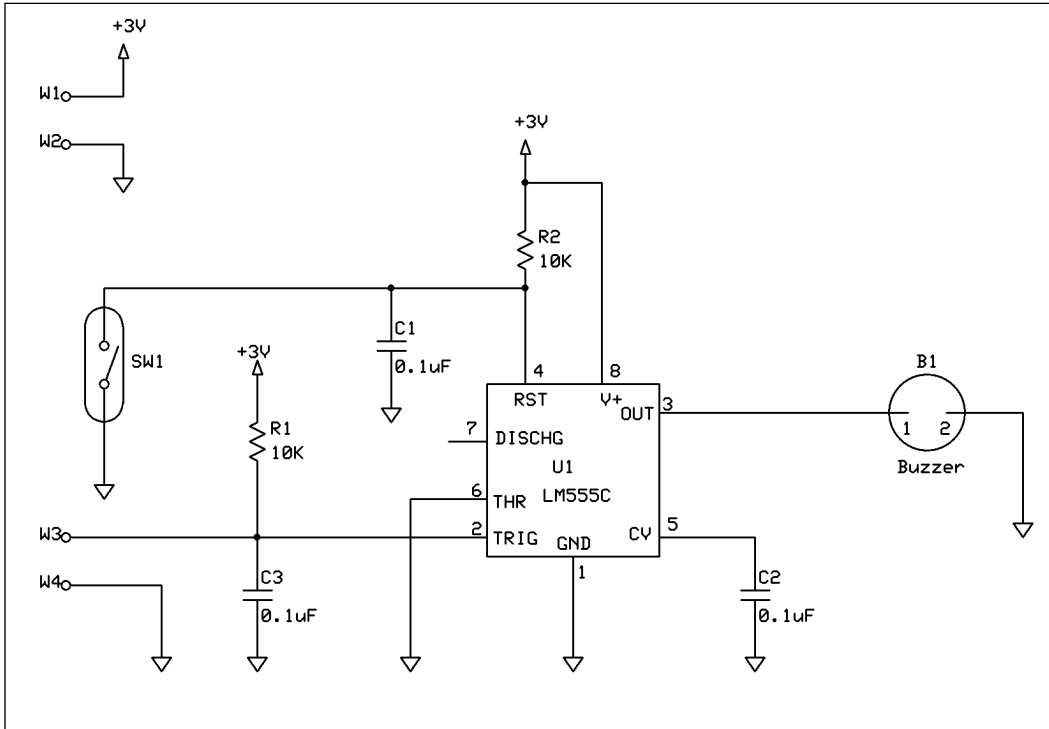 +3V
W1
W2
+3V
R2
10K
C1
0.1uF
SW1
+3V
R1
10K
4
8
RST
V+
OUT
3
B1
1
2
Buzzer
7
DISCHG
U1
LM555C
6
THR
2
TRIG
GND
CV
5
1
W3
W4
C3
0.1uF
C2
0.1uF